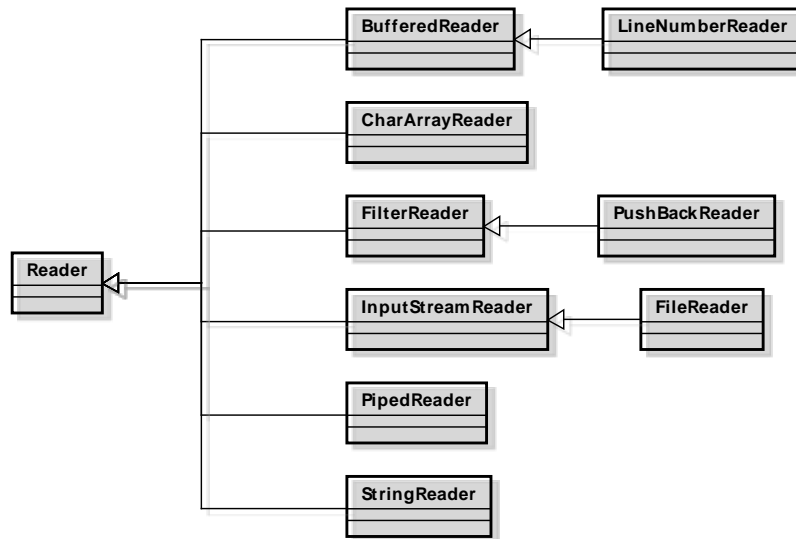 BufferedReader
LineNumberReader
CharArrayReader
FilterReader
PushBackReader
Reader
InputStreamReader
FileReader
PipedReader
StringReader